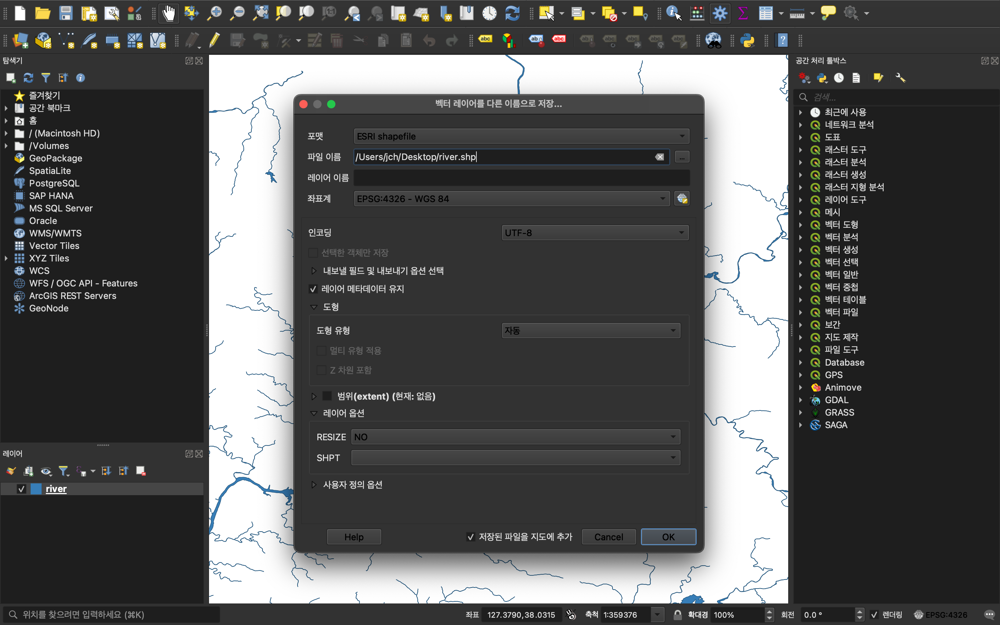 탐색기
즐겨찾기
공간 북마크
홈
/ (Macintosh HD)
/Volumes
GeoPackage
SpatiaLite
PostgreSQL
SAP HANA
MS SQL Server
Oracle
WMS/WMTS
Vector Tiles
XYZ Tiles
WCS
WFS / OGC API - Features
ArcGIS REST Servers
GeoNode
레이어
river
벡터 레이어를 다른 이름으로 저장...
포맷
ESRI shapefile
파일 이름
/Users/jch/Desktop/river.shp
...
레이어 이름
좌표계
EPSG:4326 - WGS 84
인코딩
UTF-8
선택한 객체만 저장
내보낼 필드 및 내보내기 옵션 선택
레이어 메타데이터 유지
도형
도형 유형
자동
멀티 유형 적용
Z 차원 포함
범위(extent) (현재: 없음)
레이어 옵션
RESIZE
NO
SHPT
사용자 정의 옵션
Help
저장된 파일을 지도에 추가
Cancel
OK
공간 처리 툴박스
검색...
최근에 사용
네트워크 분석
도표
래스터 도구
래스터 분석
래스터 생성
래스터 지형 분석
레이어 도구
메시
벡터 도형
벡터 분석
벡터 생성
벡터 선택
벡터 일반
벡터 중첩
벡터 테이블
벡터 파일
보간
지도 제작
파일 도구
Database
GPS
Animove
GDAL
GRASS
SAGA
위치를 찾으려면 입력하세요 (⌘K)
좌표
127.3790,38.0315
축척
1:359376
확대경
100%
회전
0.0 °
렌더링
EPSG:4326